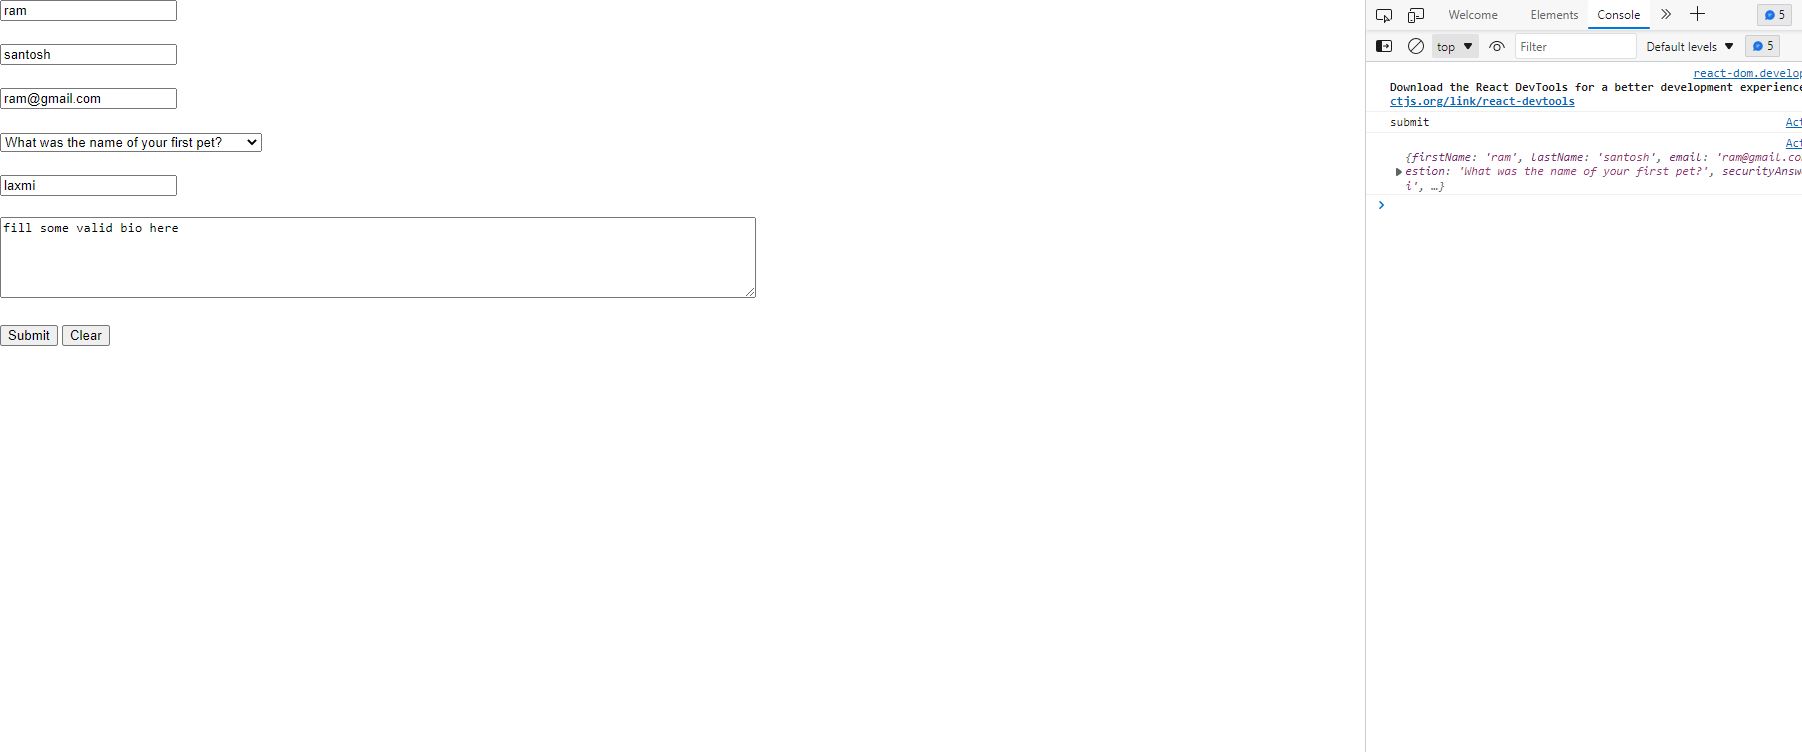 ram
santosh
ram@gmail.com
What was the name of your first pet?
laxmi
fill some valid bio here
Submit Clear
Welcome Elements Console 5
top Filter Default levels 5
react-dom.develop
Download the React DevTools for a better development experience
ctjs.org/link/react-devtools
submit Act
Act
{firstName: 'ram', lastName: 'santosh', email: 'ram@gmail.co
estion: 'What was the name of your first pet?', securityAnsw
i', …}